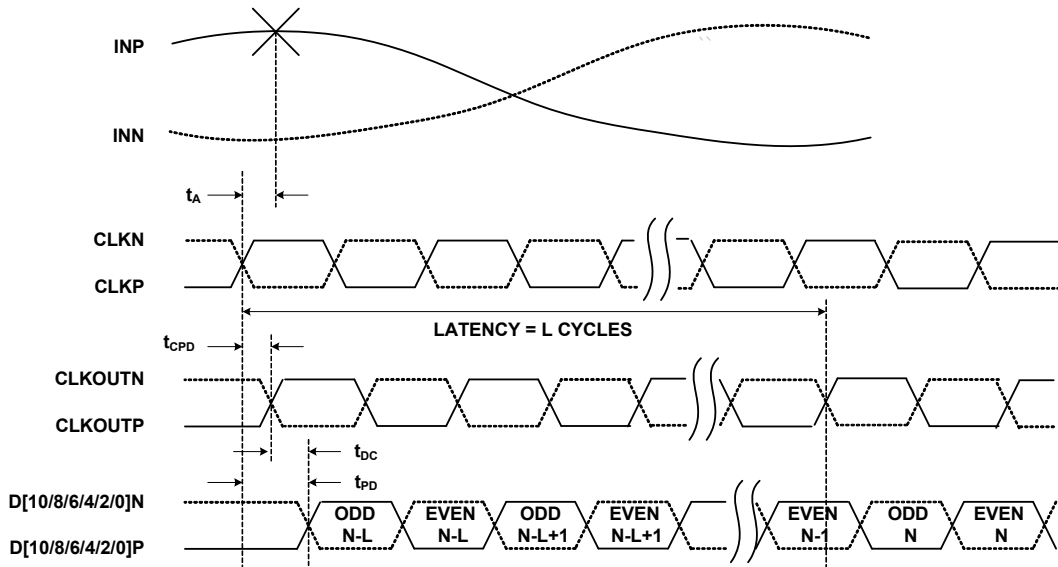 INP
INN
tA
CLKN
CLKP
LATENCY = L CYCLES
tCPD
CLKOUTN
CLKOUTP
tDC
tPD
D[10/8/6/4/2/0]N
D[10/8/6/4/2/0]P
ODD
N-L
EVEN
N-L
ODD
N-L+1
EVEN
N-L+1
EVEN
N-1
ODD
N
EVEN
N